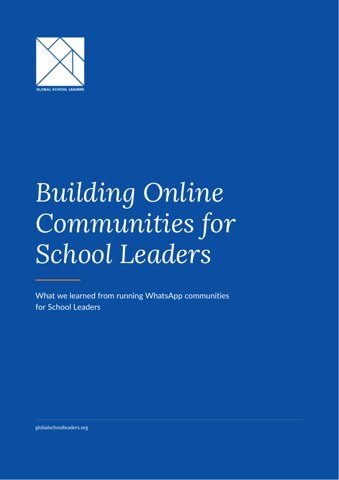 GLOBAL SCHOOL LEADERS
Building Online
Communities for
School Leaders
What we learned from running WhatsApp communities
for School Leaders
globalschoolleaders.org